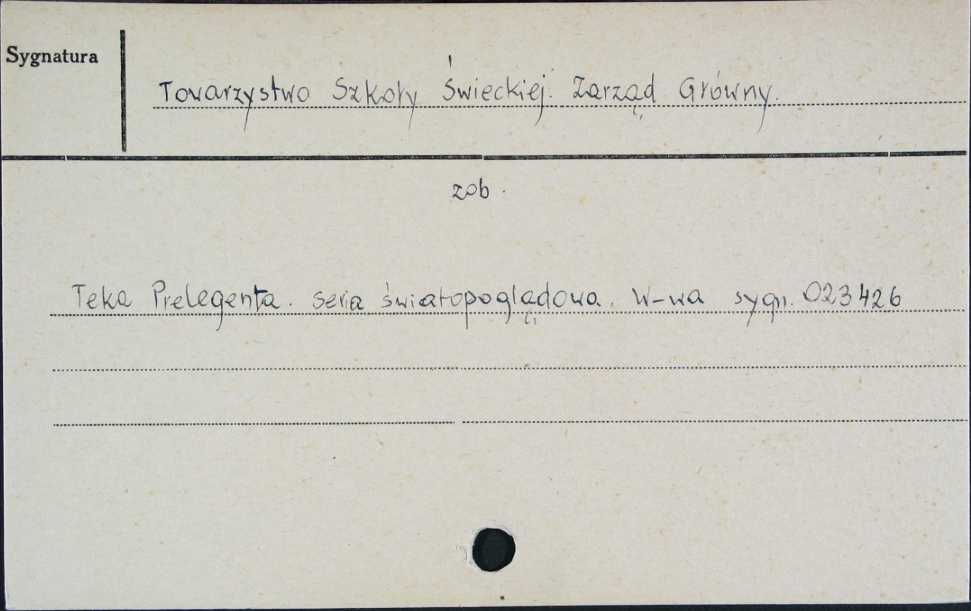 Sygnatura
Towarzystwo Szkoły Świeckiej. Zarząd Główny.
zob.
Teka Prelegenta. Seria światopoglądowa. W-wa sygn. 023426